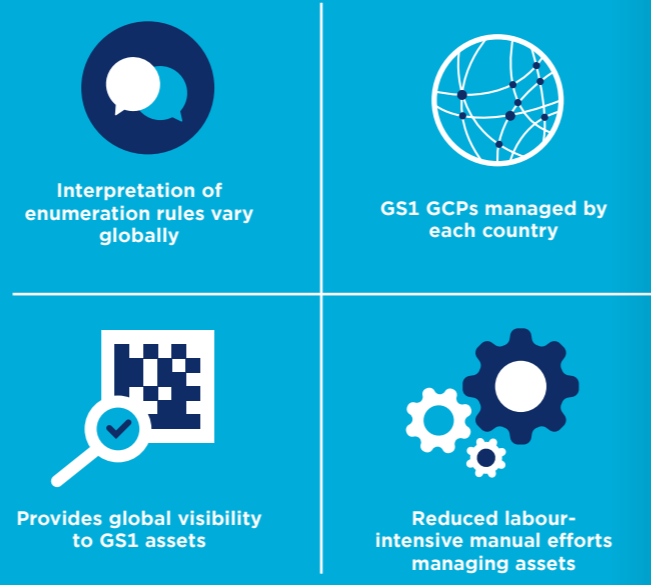 Interpretation of
enumeration rules vary
globally
GS1 GCPs managed by
each country
Provides global visibility
to GS1 assets
Reduced labour-
intensive manual efforts
managing assets